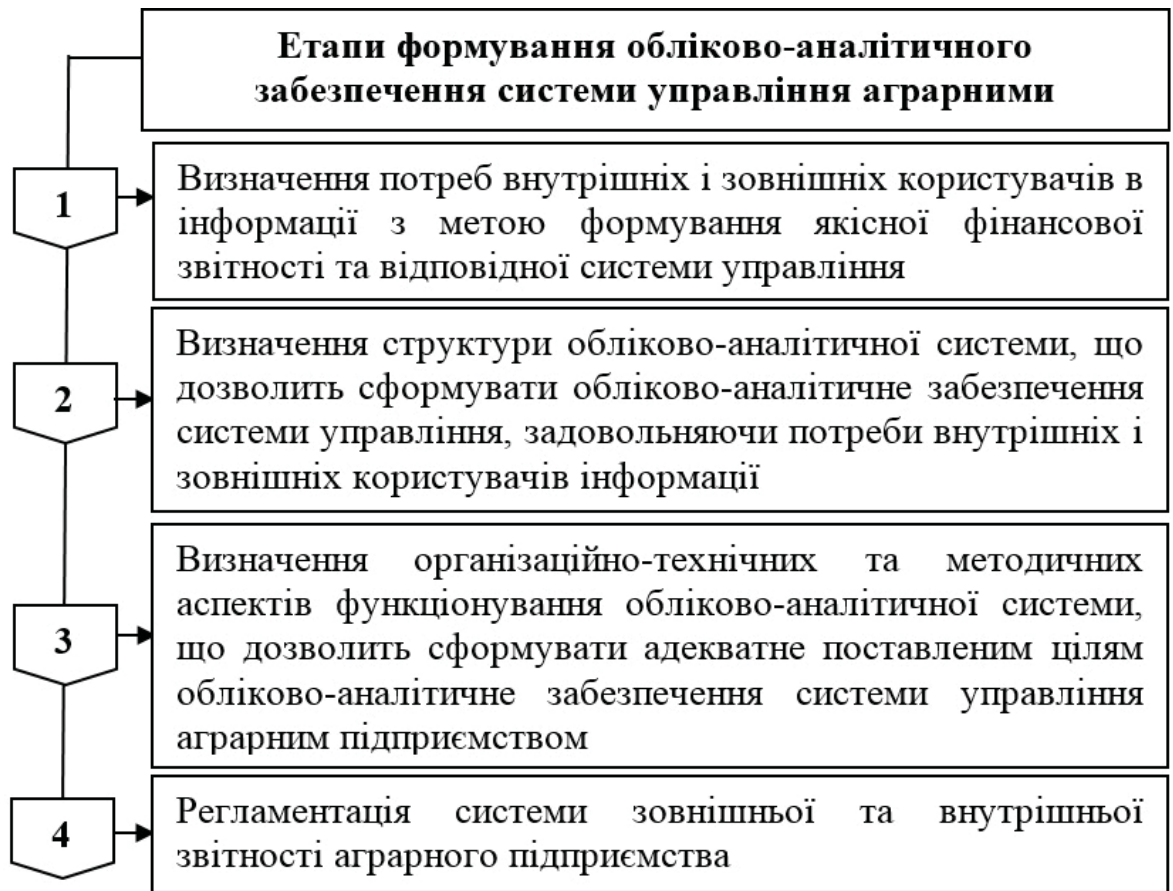 Етапи формування обліково-аналітичного
забезпечення системи управління аграрними
1
Визначення потреб внутрішніх і зовнішніх користувачів в
інформації з метою формування якісної фінансової
звітності та відповідної системи управління
2
Визначення структури обліково-аналітичної системи, що
дозволить сформувати обліково-аналітичне забезпечення
системи управління, задовольняючи потреби внутрішніх і
зовнішніх користувачів інформації
3
Визначення організаційно-технічних та методичних
аспектів функціонування обліково-аналітичної системи,
що дозволить сформувати адекватне поставленим цілям
обліково-аналітичне забезпечення системи управління
аграрним підприємством
4
Регламентація системи зовнішньої та внутрішньої
звітності аграрного підприємства